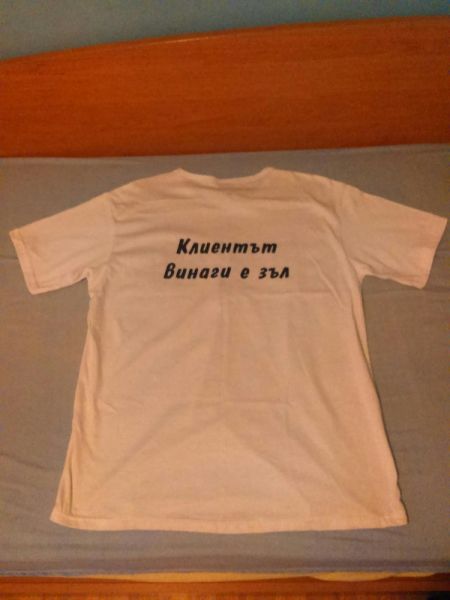 Клиентът
Винаги е зъл